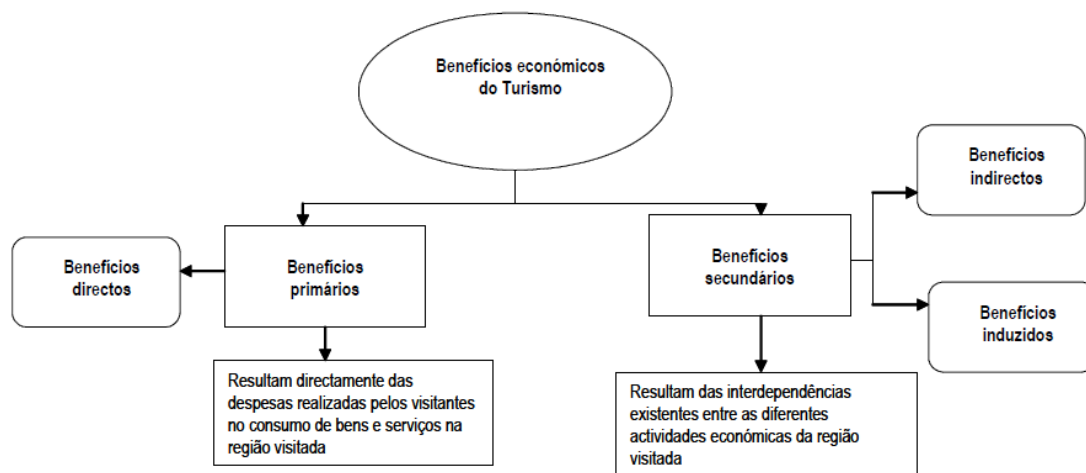 Benefícios económicos
do Turismo
Benefícios
directos
Benefícios
primários
Benefícios
secundários
Benefícios
indirectos
Benefícios
induzidos
Resultam directamente das
despesas realizadas pelos visitantes
no consumo de bens e serviços na
região visitada
Resultam das interdependências
existentes entre as diferentes
actividades económicas da região
visitada